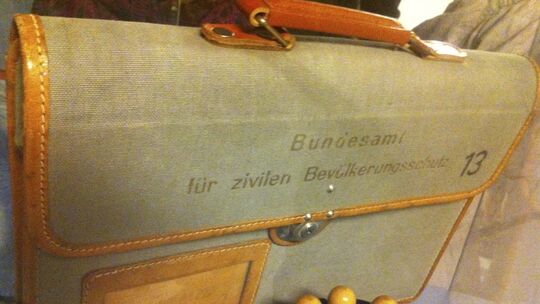 Bundesamt
für zivilen Bevölkerungsschutz 13